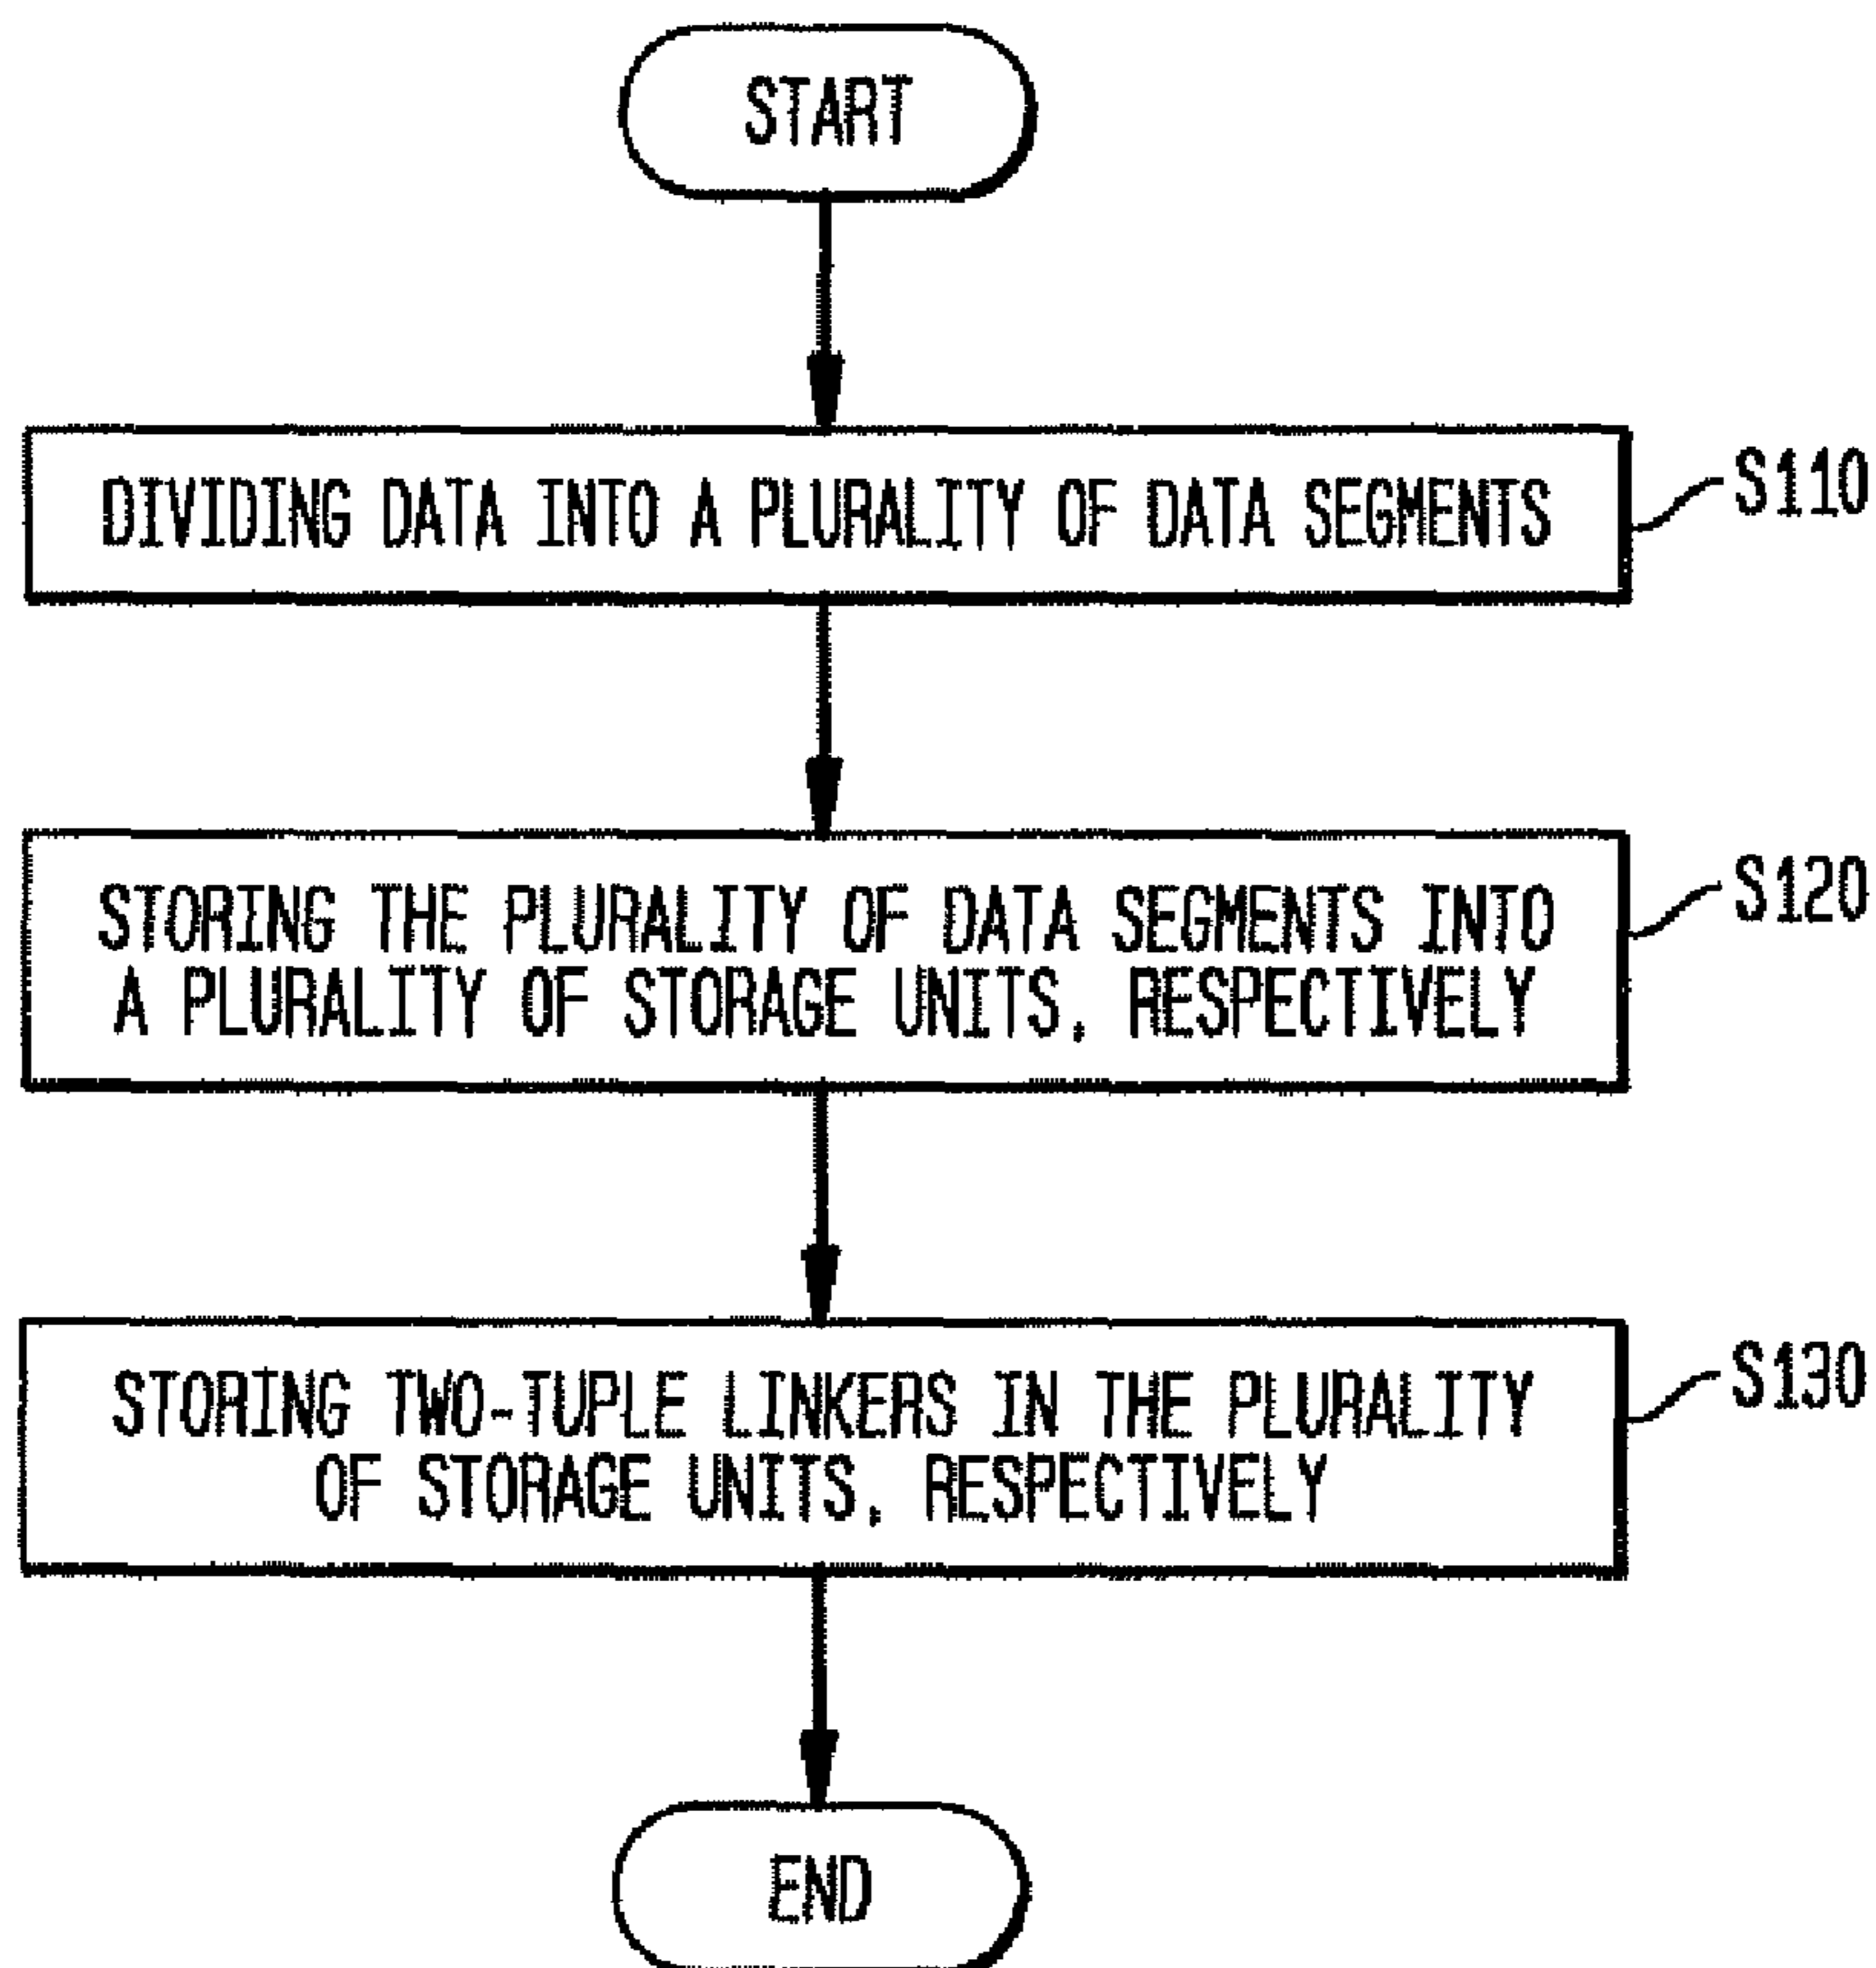 START
DIVIDING DATA INTO A PLURALITY OF DATA SEGMENTS
S110
STORING THE PLURALITY OF DATA SEGMENTS INTO
A PLURALITY OF STORAGE UNITS, RESPECTIVELY
S120
STORING TWO-TUPLE LINKERS IN THE PLURALITY
OF STORAGE UNITS, RESPECTIVELY
S130
END